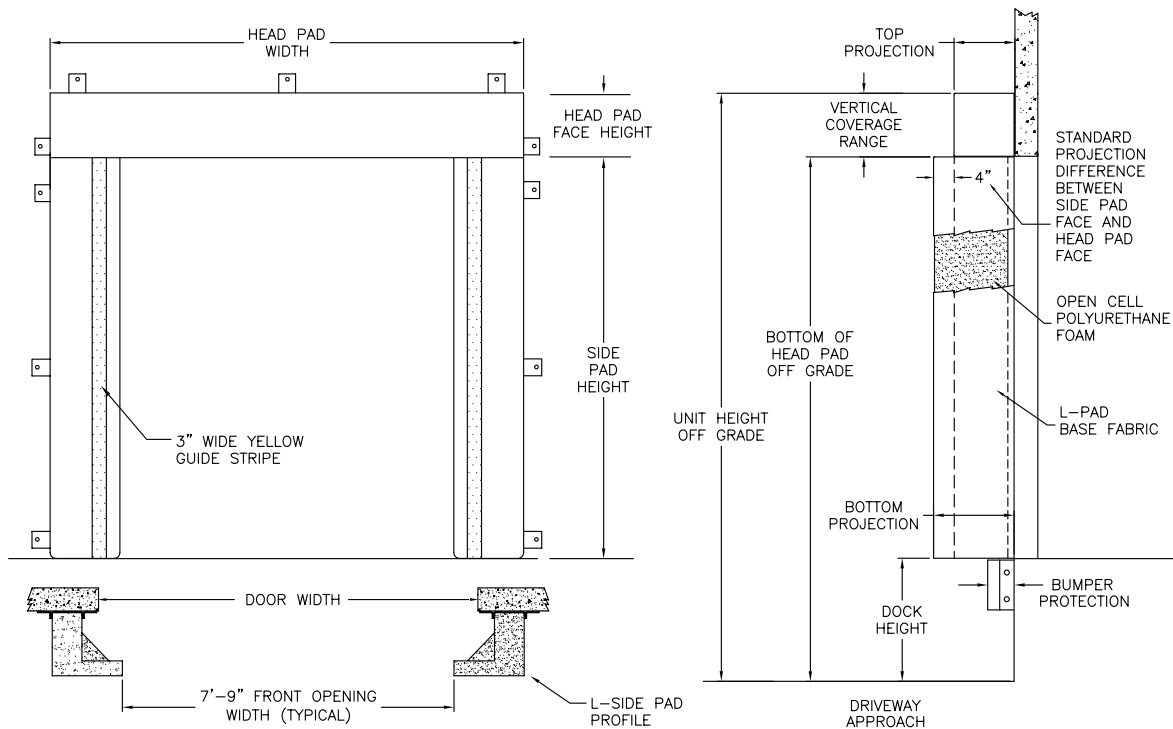 HEAD PAD
WIDTH
HEAD PAD
FACE HEIGHT
SIDE
PAD
HEIGHT
3” WIDE YELLOW
GUIDE STRIPE
DOOR WIDTH
7’–9” FRONT OPENING
WIDTH (TYPICAL)
L–SIDE PAD
PROFILE
TOP
PROJECTION
VERTICAL
COVERAGE
RANGE
4”
STANDARD
PROJECTION
DIFFERENCE
BETWEEN
SIDE PAD
FACE AND
HEAD PAD
FACE
OPEN CELL
POLYURETHANE
FOAM
BOTTOM OF
HEAD PAD
OFF GRADE
UNIT HEIGHT
OFF GRADE
L–PAD
BASE FABRIC
BOTTOM
PROJECTION
BUMPER
PROTECTION
DOCK
HEIGHT
DRIVEWAY
APPROACH